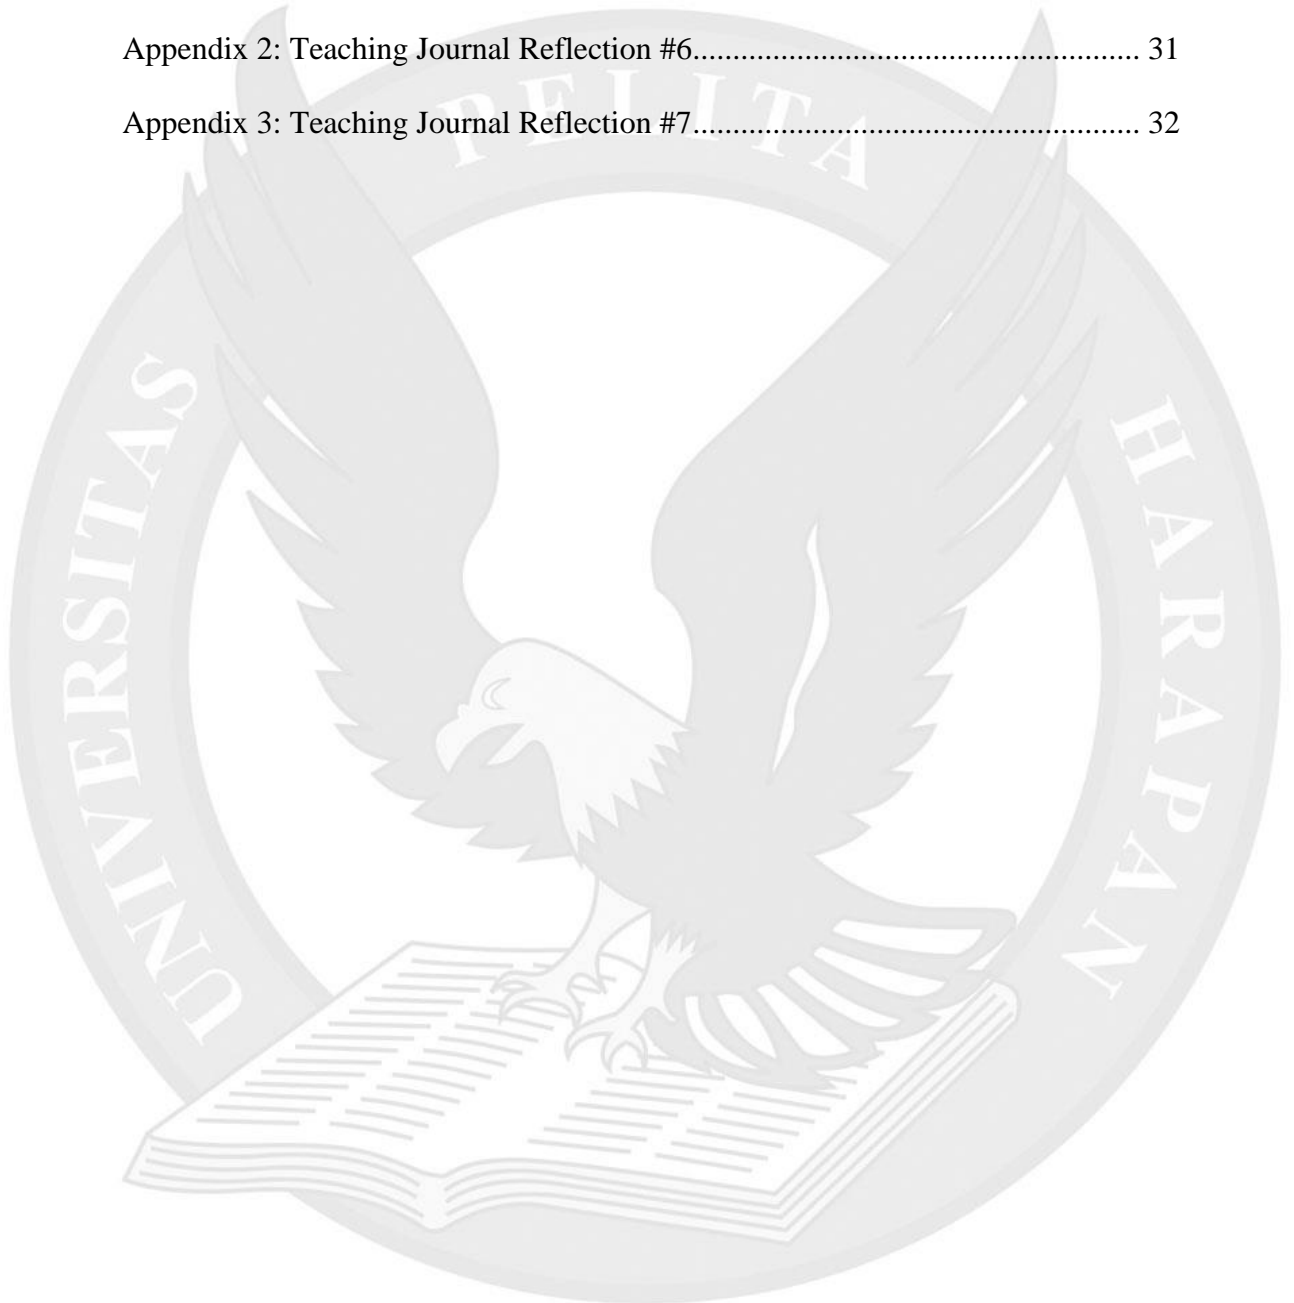 Appendix 2: Teaching Journal Reflection #6........................................................ 31
Appendix 3: Teaching Journal Reflection #7........................................................ 32
UNIVERSITAS PELITA HARAPAN